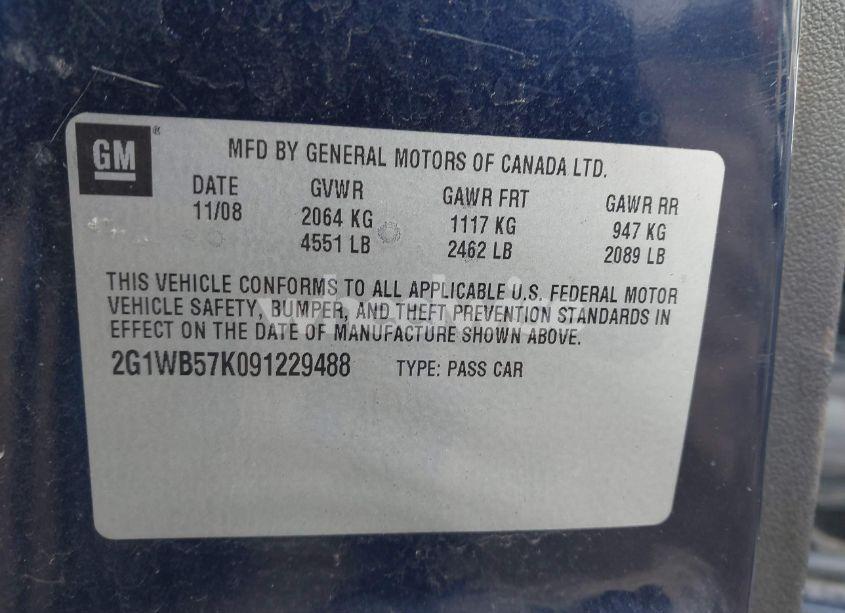 GM ®
MFD BY GENERAL MOTORS OF CANADA LTD.
DATE GVWR GAWR FRT GAWR RR
11/08 2064 KG 1117 KG 947 KG
4551 LB 2462 LB 2089 LB
THIS VEHICLE CONFORMS TO ALL APPLICABLE U.S. FEDERAL MOTOR
VEHICLE SAFETY, BUMPER, AND THEFT PREVENTION STANDARDS IN
EFFECT ON THE DATE OF MANUFACTURE SHOWN ABOVE.
2G1WB57K091229488 TYPE: PASS CAR